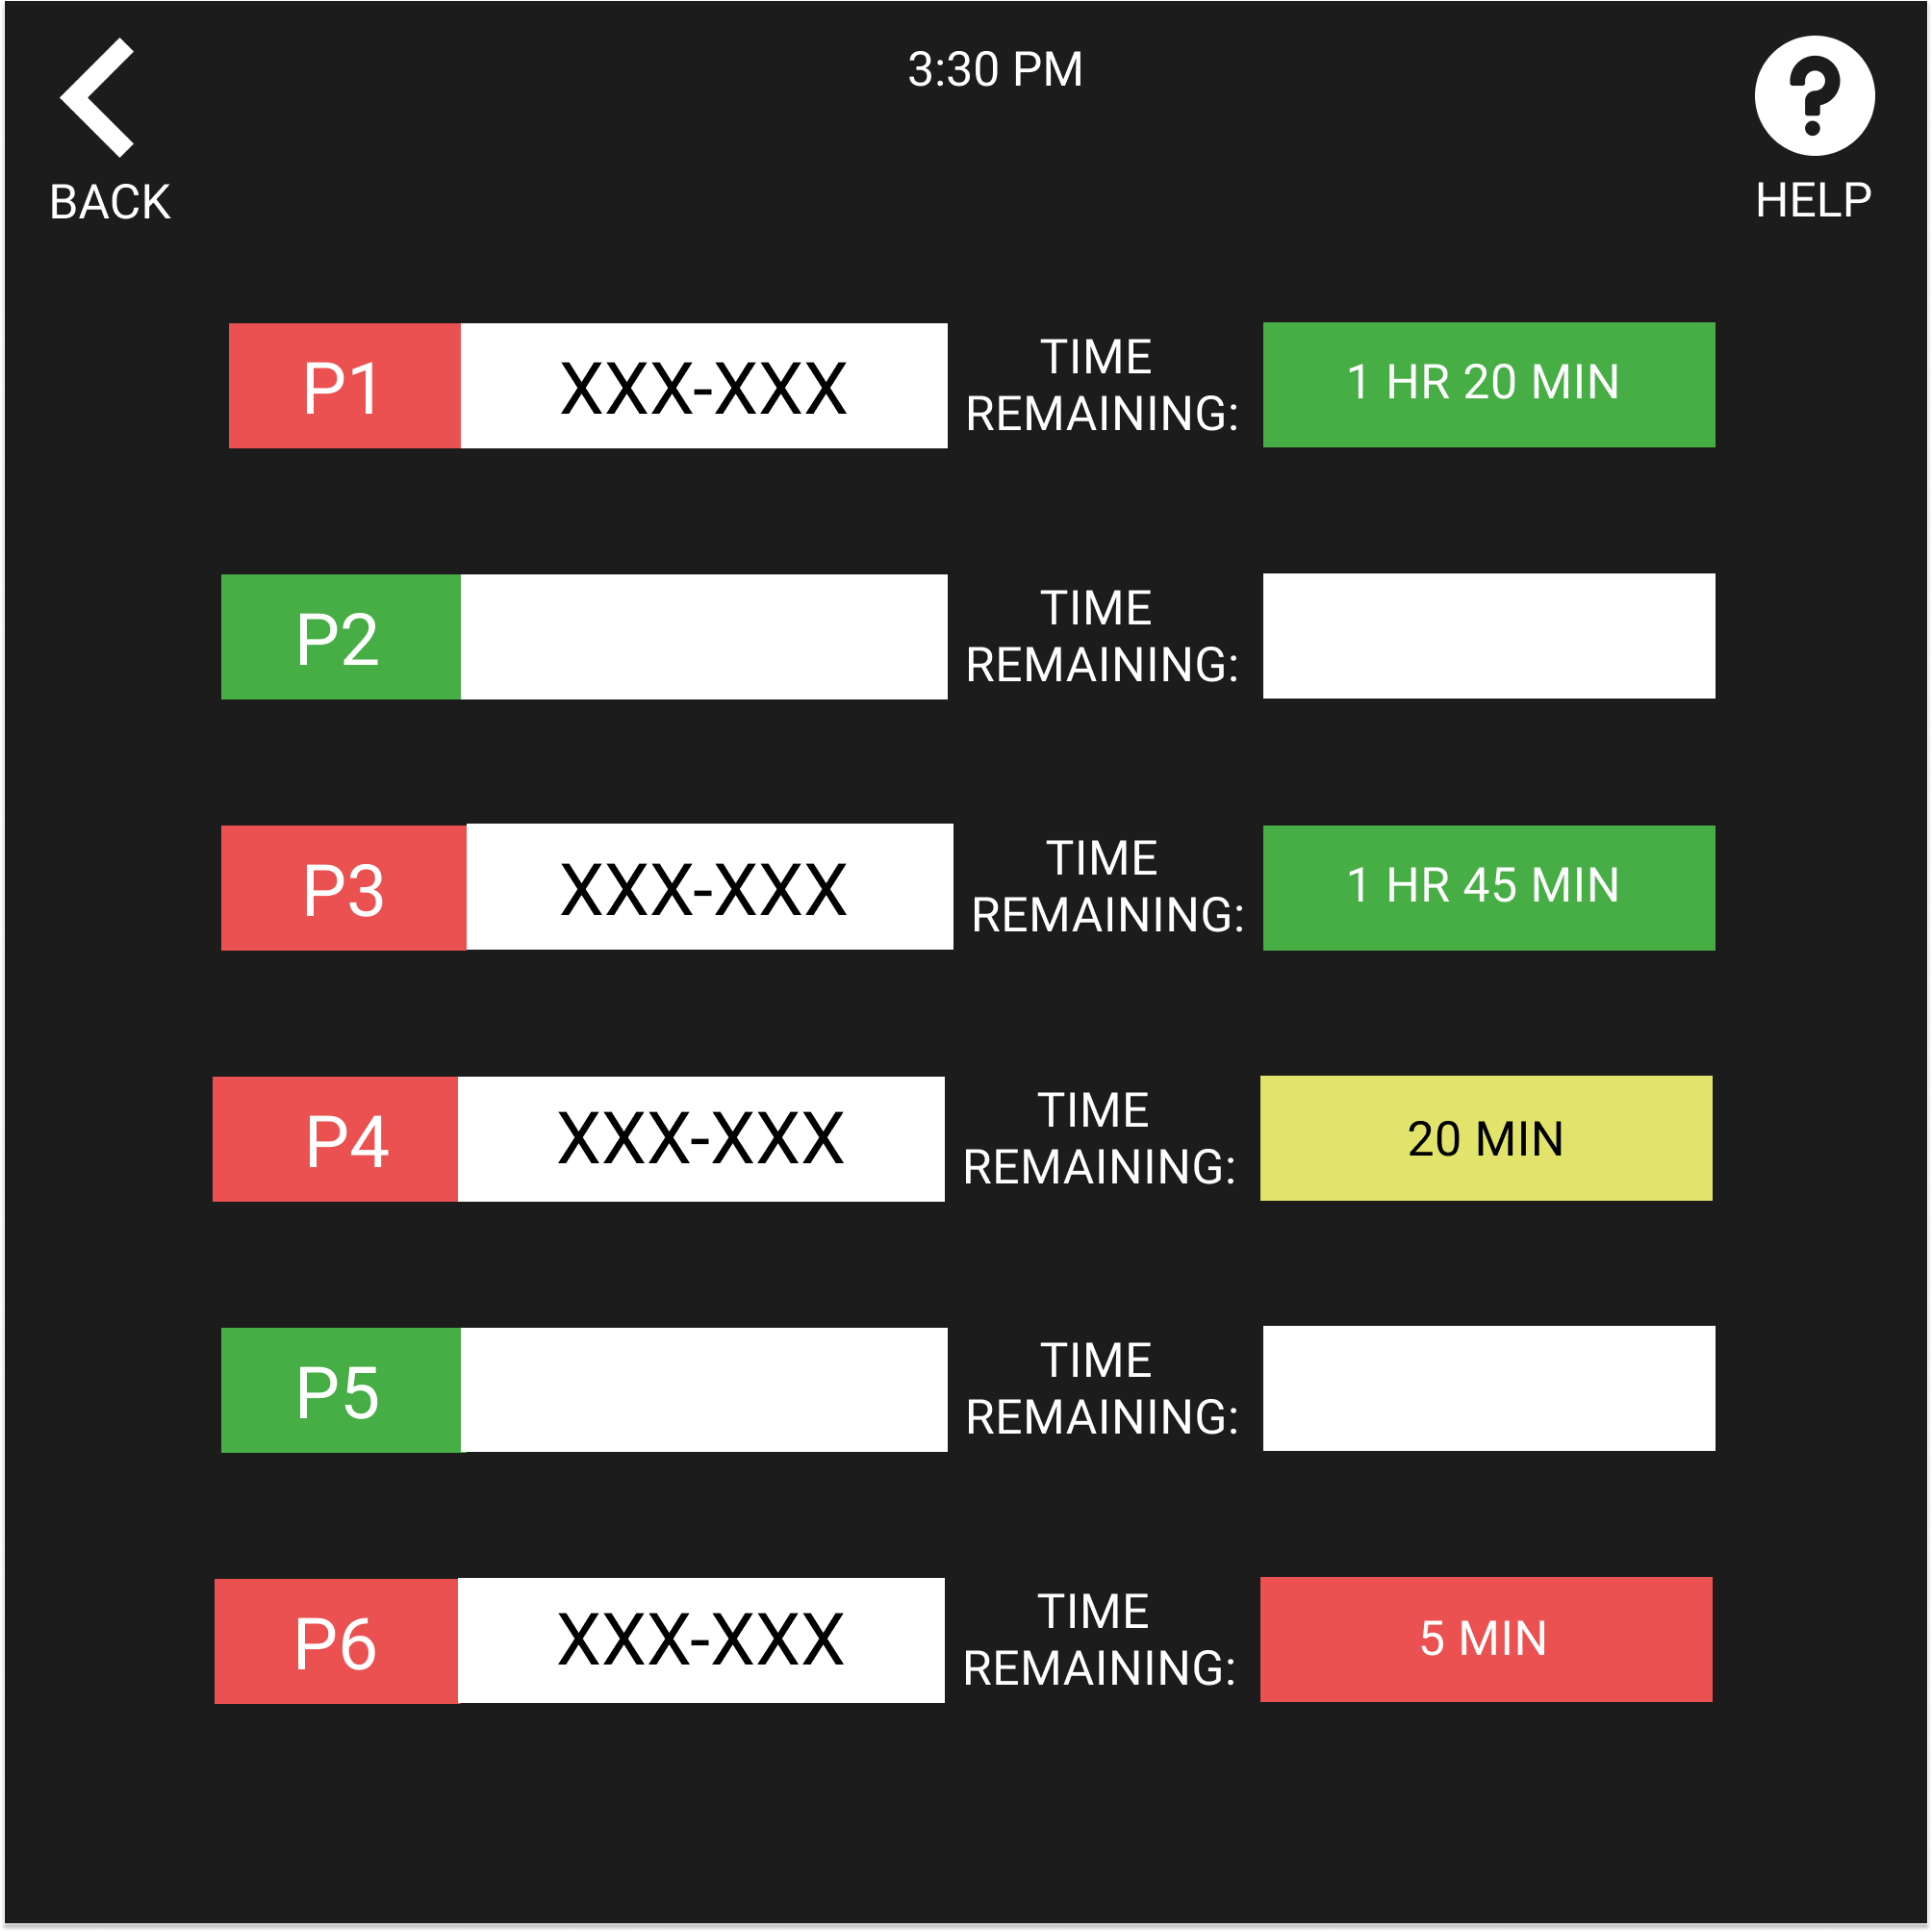 3:30 PM
BACK
HELP
P1
XXX-XXX
TIME
REMAINING:
1 HR 20 MIN
P2
TIME
REMAINING:
P3
XXX-XXX
TIME
REMAINING:
1 HR 45 MIN
P4
XXX-XXX
TIME
REMAINING:
20 MIN
P5
TIME
REMAINING:
P6
XXX-XXX
TIME
REMAINING:
5 MIN